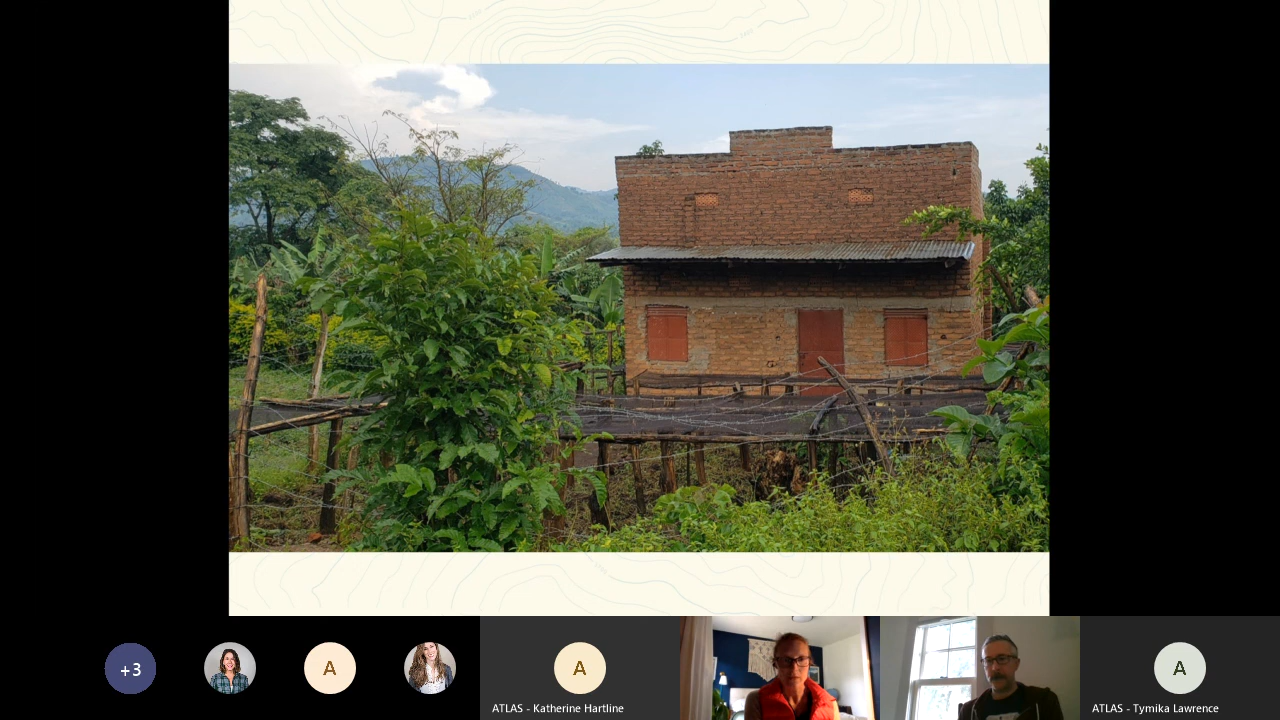 +3
A
A
ATLAS - Katherine Hartline
A
ATLAS - Tymika Lawrence